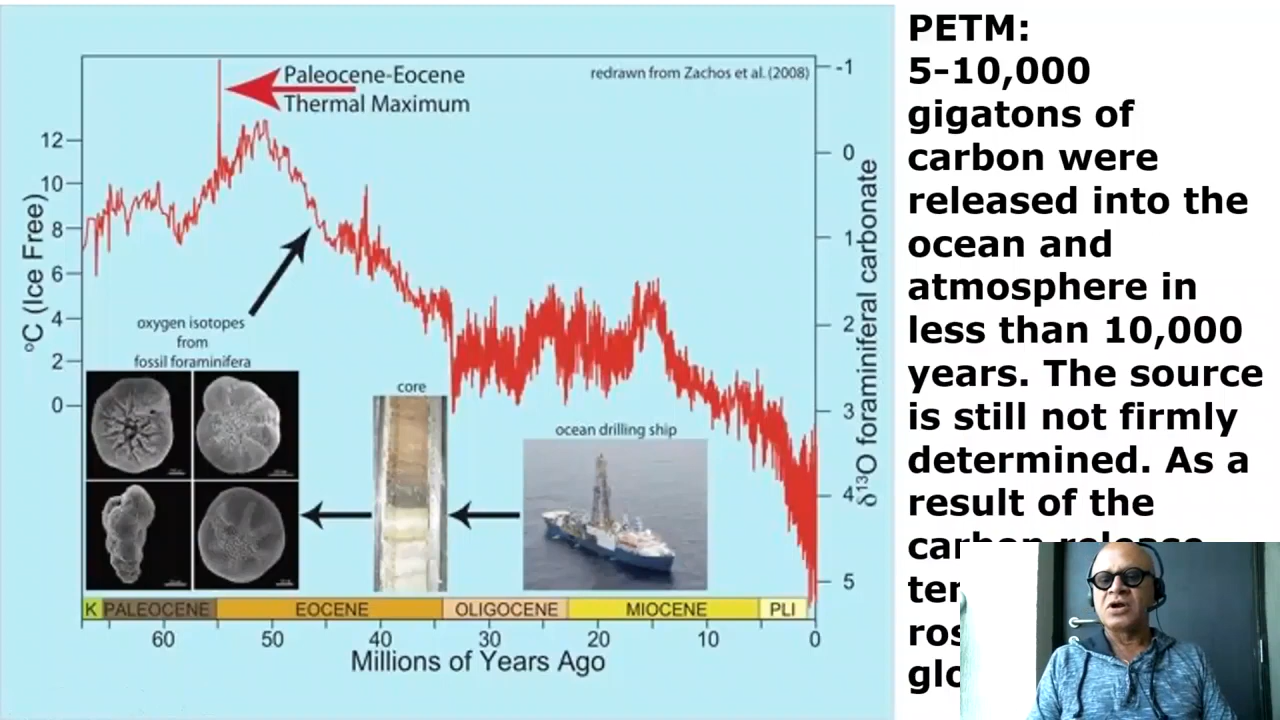 PETM:
5-10,000
gigatons of
carbon were
released into the
ocean and
atmosphere in
less than 10,000
years. The source
is still not firmly
determined. As a
result of the
Paleocene-Eocene
Thermal Maximum
redrawn from Zachos et al. (2008)
-1
0
1
2
3
4
5
δ¹³O foraminiferal carbonate
12
10
8
6
4
2
0
°C (Ice Free)
oxygen isotopes
from
fossil foraminifera
core
ocean drilling ship
K PALEOCENE EOCENE OLIGOCENE MIOCENE PLI
60 50 40 30 20 10 0
Millions of Years Ago